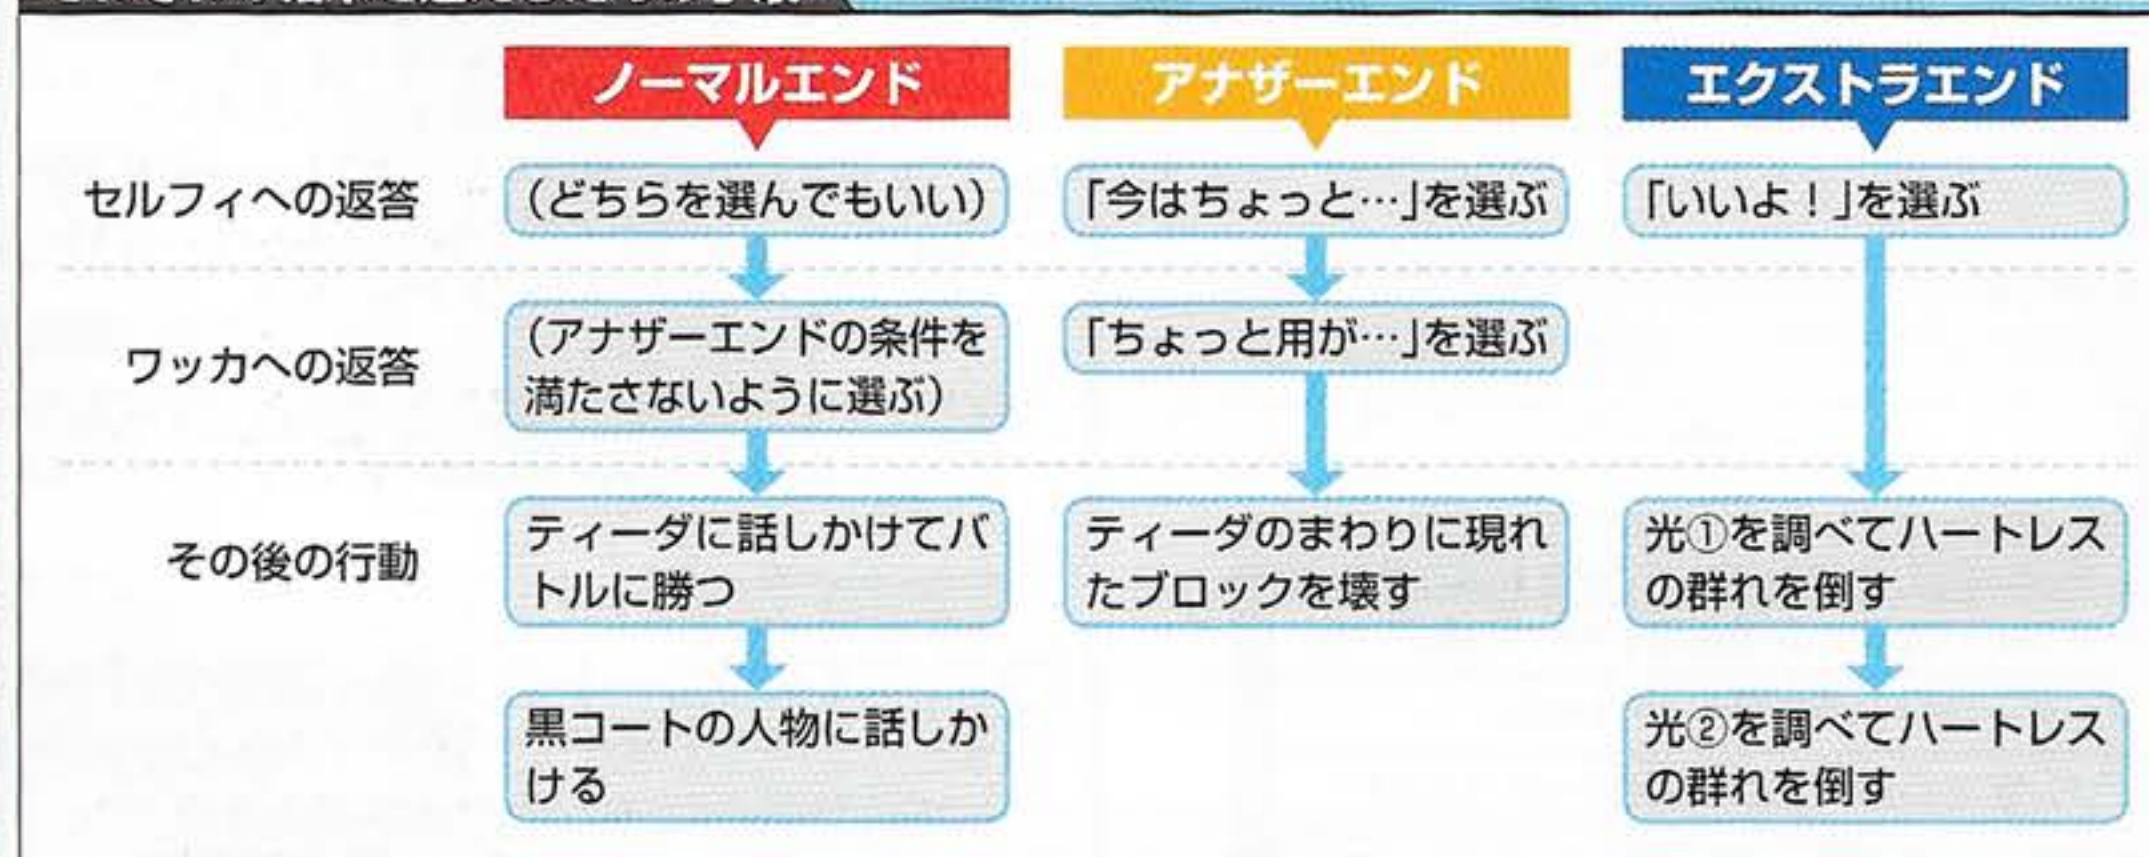 ノーマルエンド
アナザーエンド
エクストラエンド
セルフィへの返答
(どちらを選んでもいい)
「今はちょっと…」を選ぶ
「いいよ！」を選ぶ
ワッカへの返答
(アナザーエンドの条件を
満たさないように選ぶ)
「ちょっと用が…」を選ぶ
その後の行動
ティーダに話しかけてバ
トルに勝つ
ティーダのまわりに現れ
たブロックを壊す
光①を調べてハートレス
の群れを倒す
黒コートの人物に話しか
ける
光②を調べてハートレス
の群れを倒す